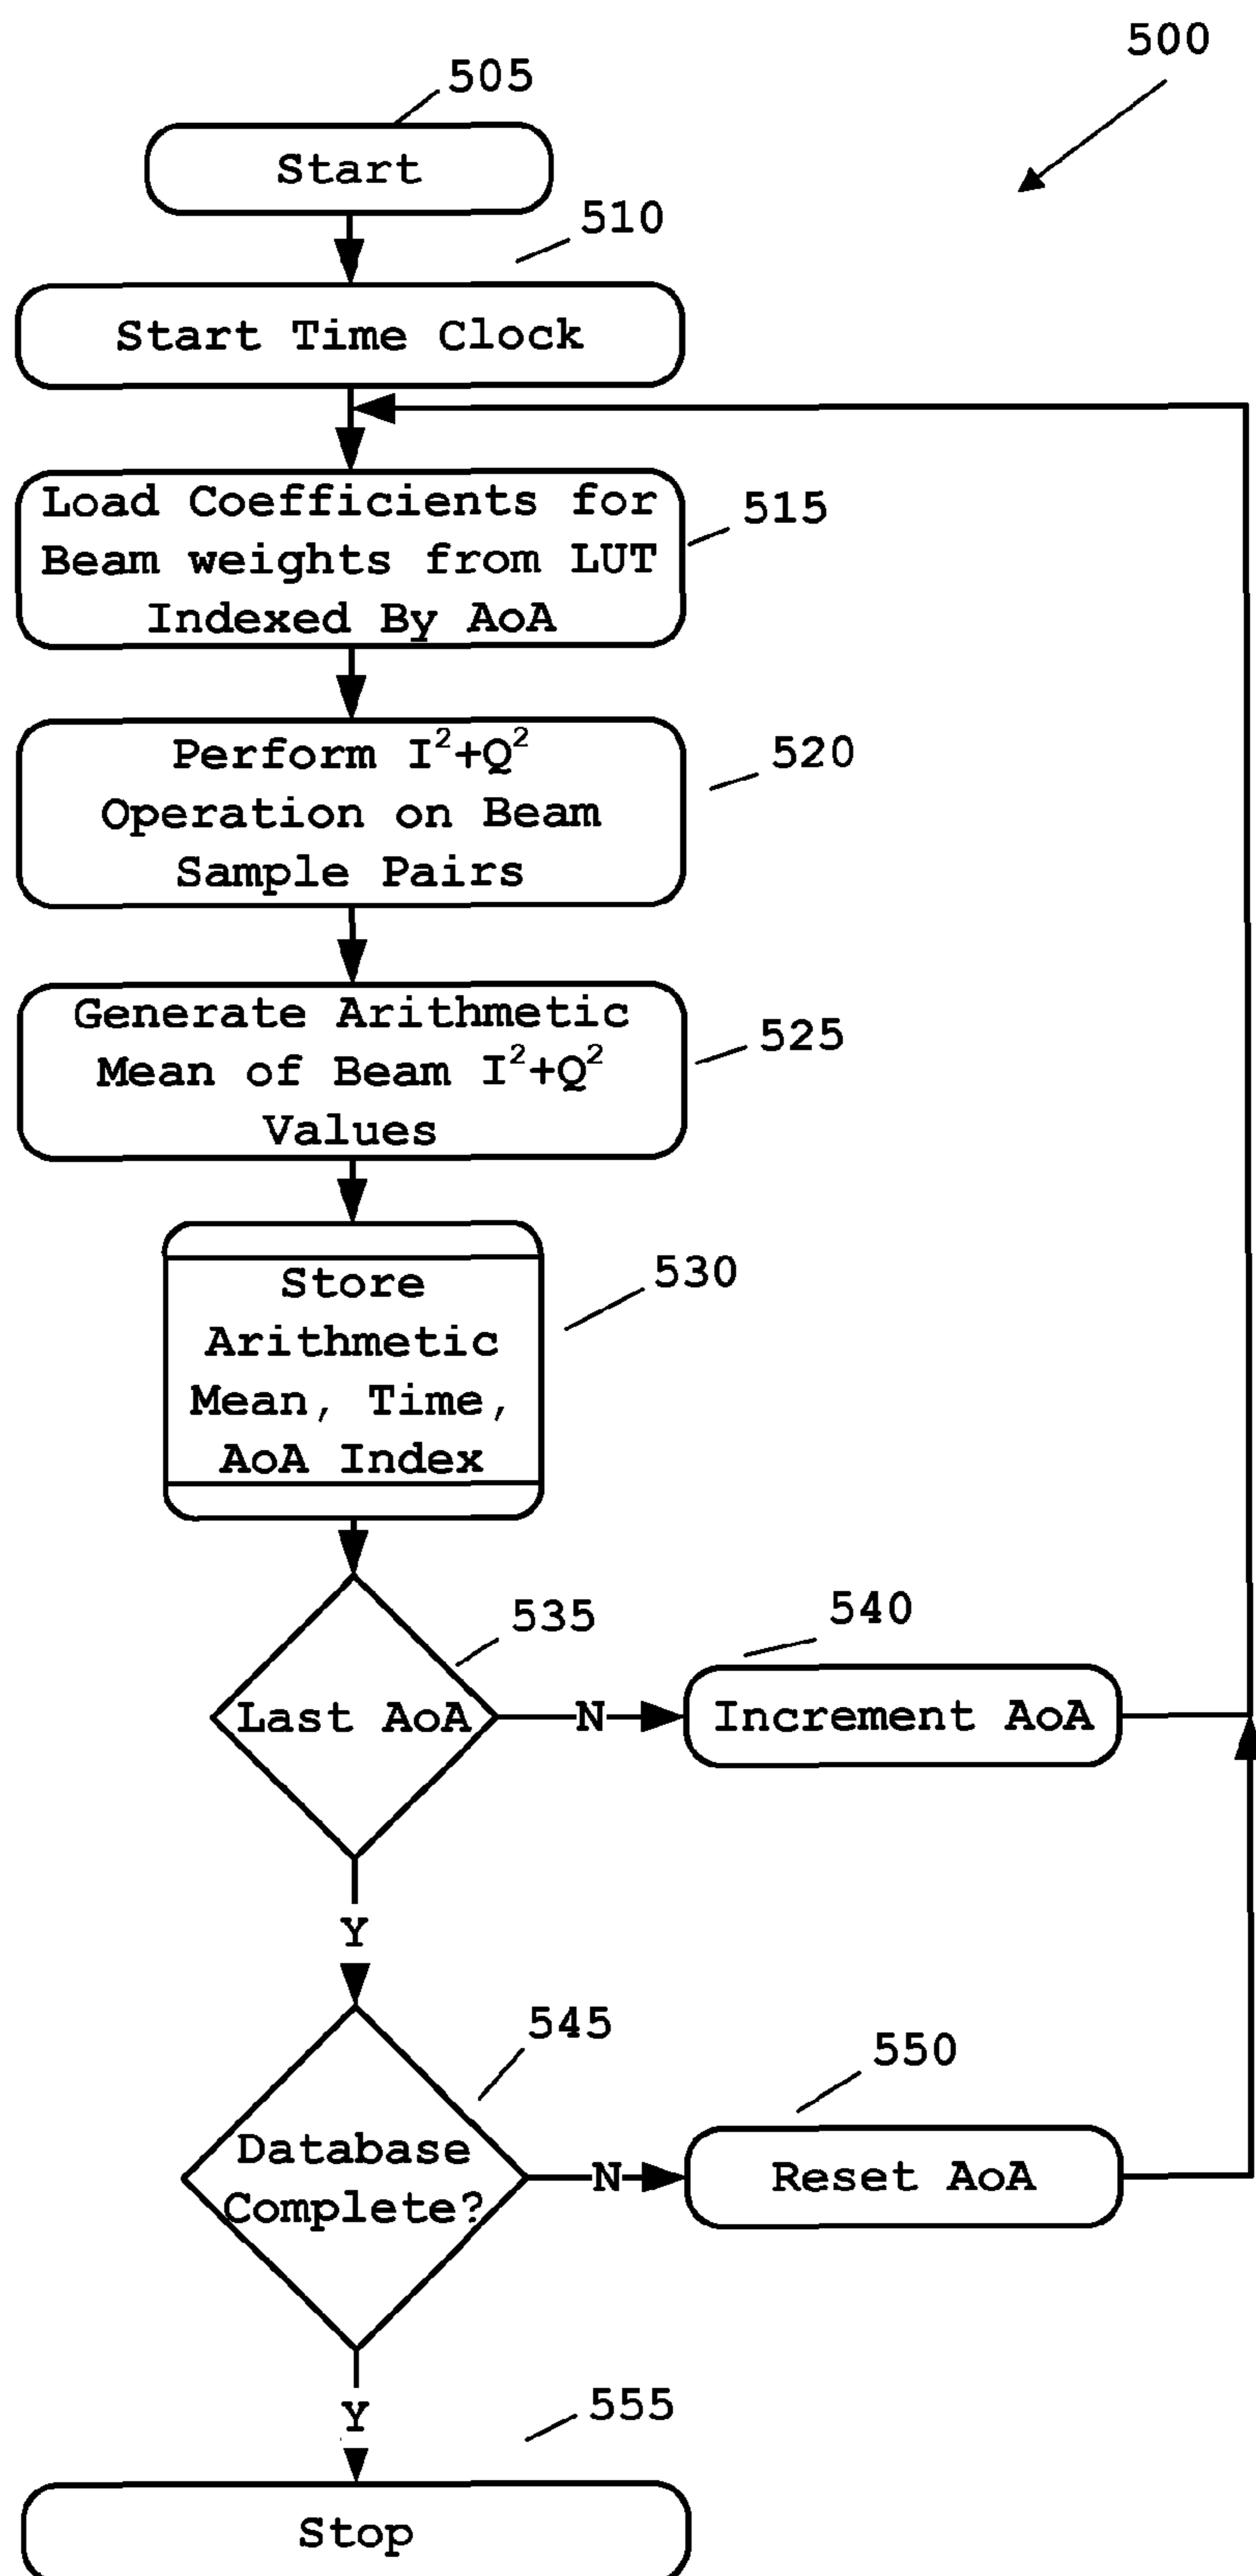 500
505
Start
510
Start Time Clock
Load Coefficients for
Beam weights from LUT
Indexed By AoA
515
Perform I²+Q²
Operation on Beam
Sample Pairs
520
Generate Arithmetic
Mean of Beam I²+Q²
Values
525
Store
Arithmetic
Mean, Time,
AoA Index
530
535
Last AoA
N
540
Increment AoA
Y
545
Database
Complete?
N
550
Reset AoA
Y
555
Stop